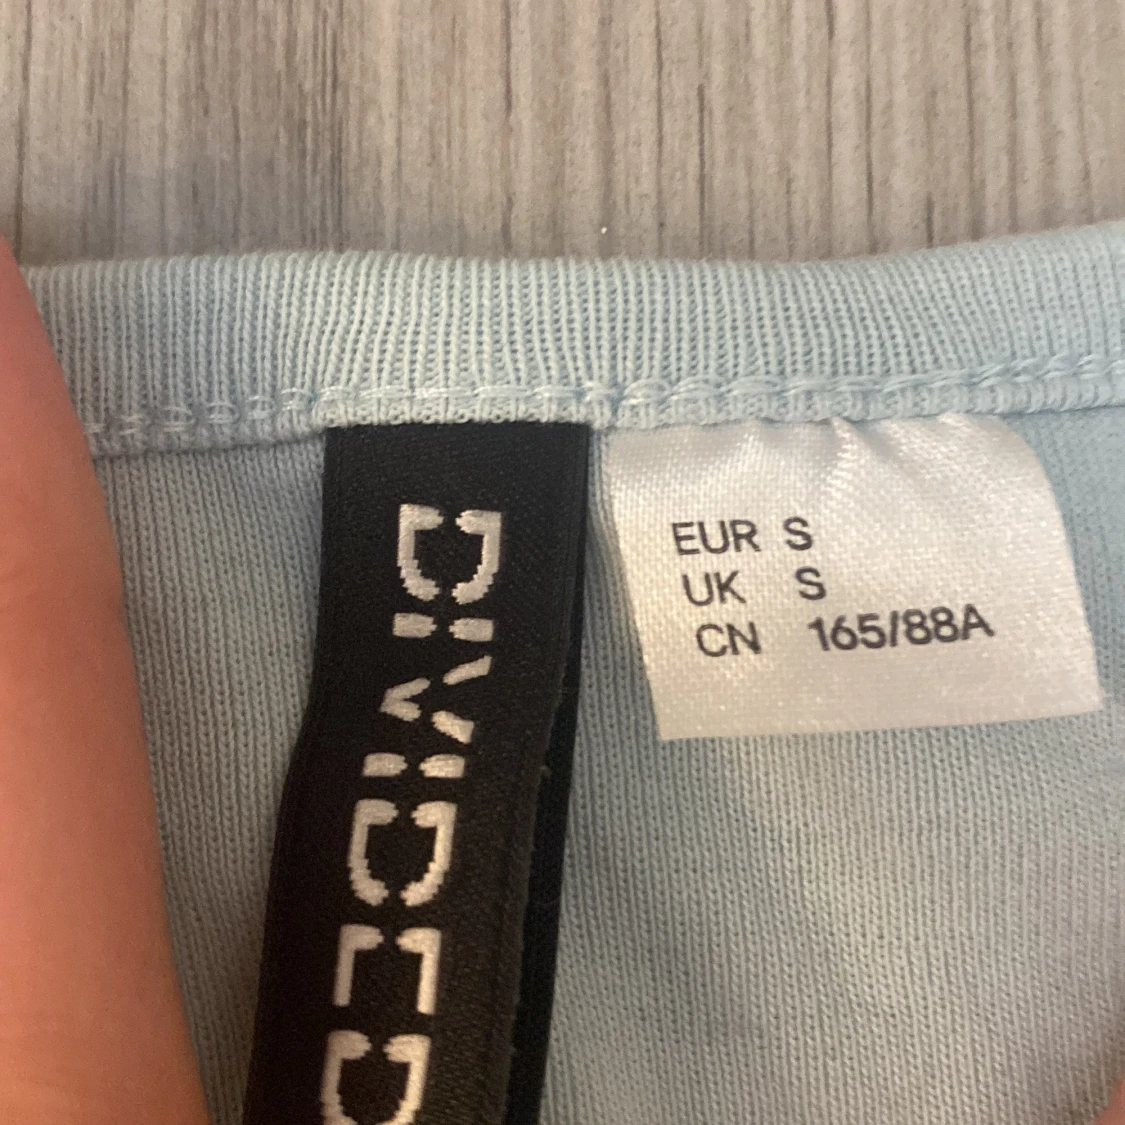 DIVIDED
EUR S
UK S
CN 165/88A